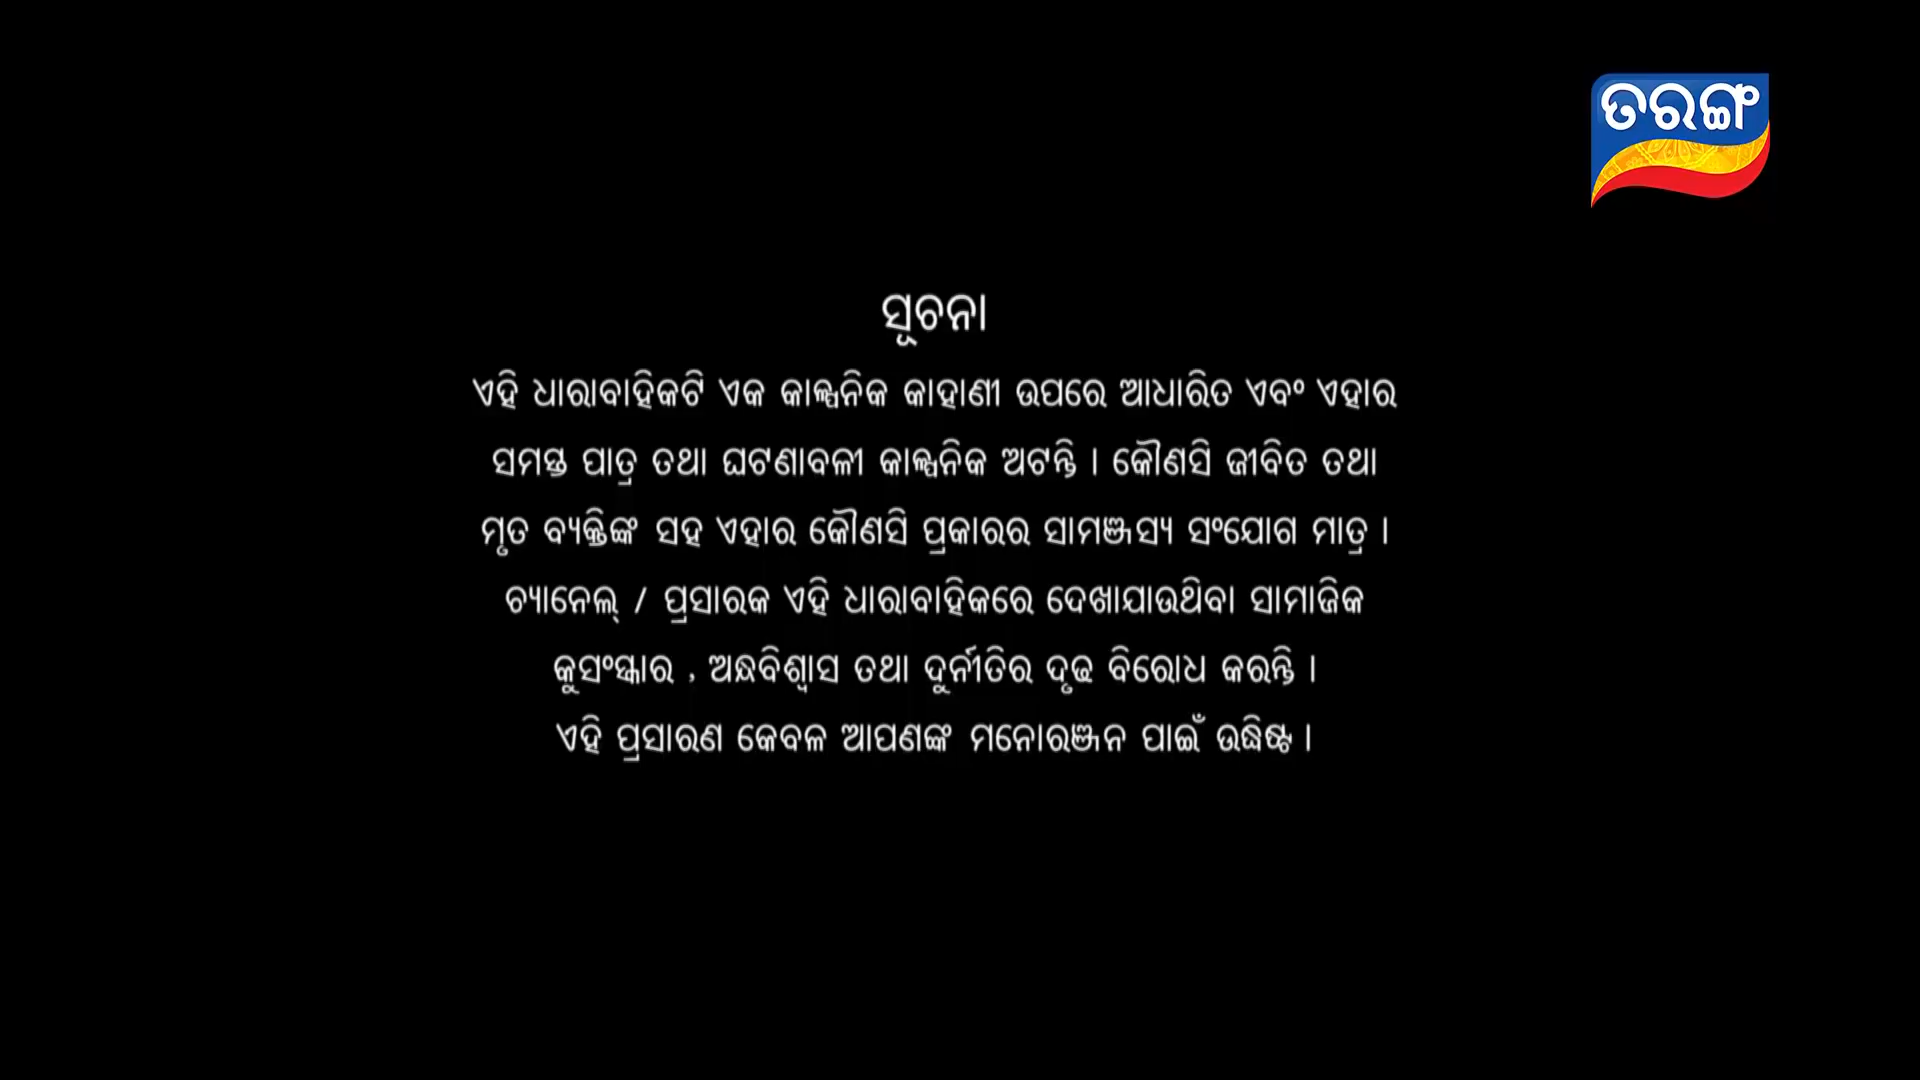 ତରଙ୍ଗ
ସୂଚନା
ଏହି ଧାରାବାହିକଟି ଏକ କାଳ୍ପନିକ କାହାଣୀ ଉପରେ ଆଧାରିତ ଏବଂ ଏହାର
ସମସ୍ତ ପାତ୍ର ତଥା ଘଟଣାବଳୀ କାଳ୍ପନିକ ଅଟନ୍ତି । କୌଣସି ଜୀବିତ ତଥା
ମୃତ ବ୍ୟକ୍ତିଙ୍କ ସହ ଏହାର କୌଣସି ପ୍ରକାରର ସାମଞ୍ଜସ୍ୟ ସଂଯୋଗ ମାତ୍ର ।
ଚ୍ୟାନେଲ୍ / ପ୍ରସାରକ ଏହି ଧାରାବାହିକରେ ଦେଖାଯାଉଥିବା ସାମାଜିକ
କୁସଂସ୍କାର , ଅନ୍ଧବିଶ୍ୱାସ ତଥା ଦୁର୍ନୀତିର ଦୃଢ ବିରୋଧ କରନ୍ତି ।
ଏହି ପ୍ରସାରଣ କେବଳ ଆପଣଙ୍କ ମନୋରଞ୍ଜନ ପାଇଁ ଉଦ୍ଧିଷ୍ଟ ।